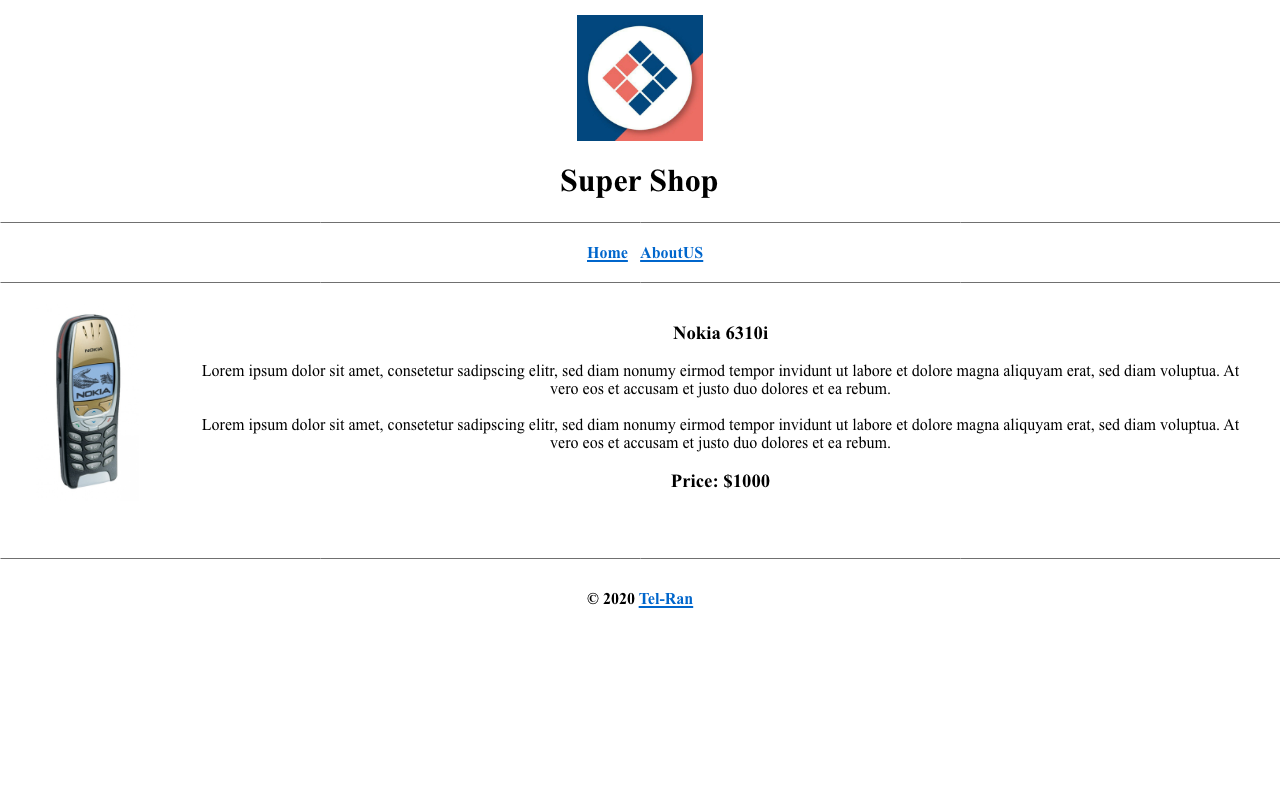 Super Shop
Home AboutUS
NOKIA
NOKIA
Nokia 6310i
Lorem ipsum dolor sit amet, consetetur sadipscing elitr, sed diam nonumy eirmod tempor invidunt ut labore et dolore magna aliquyam erat, sed diam voluptua. At
vero eos et accusam et justo duo dolores et ea rebum.
Lorem ipsum dolor sit amet, consetetur sadipscing elitr, sed diam nonumy eirmod tempor invidunt ut labore et dolore magna aliquyam erat, sed diam voluptua. At
vero eos et accusam et justo duo dolores et ea rebum.
Price: $1000
© 2020 Tel-Ran